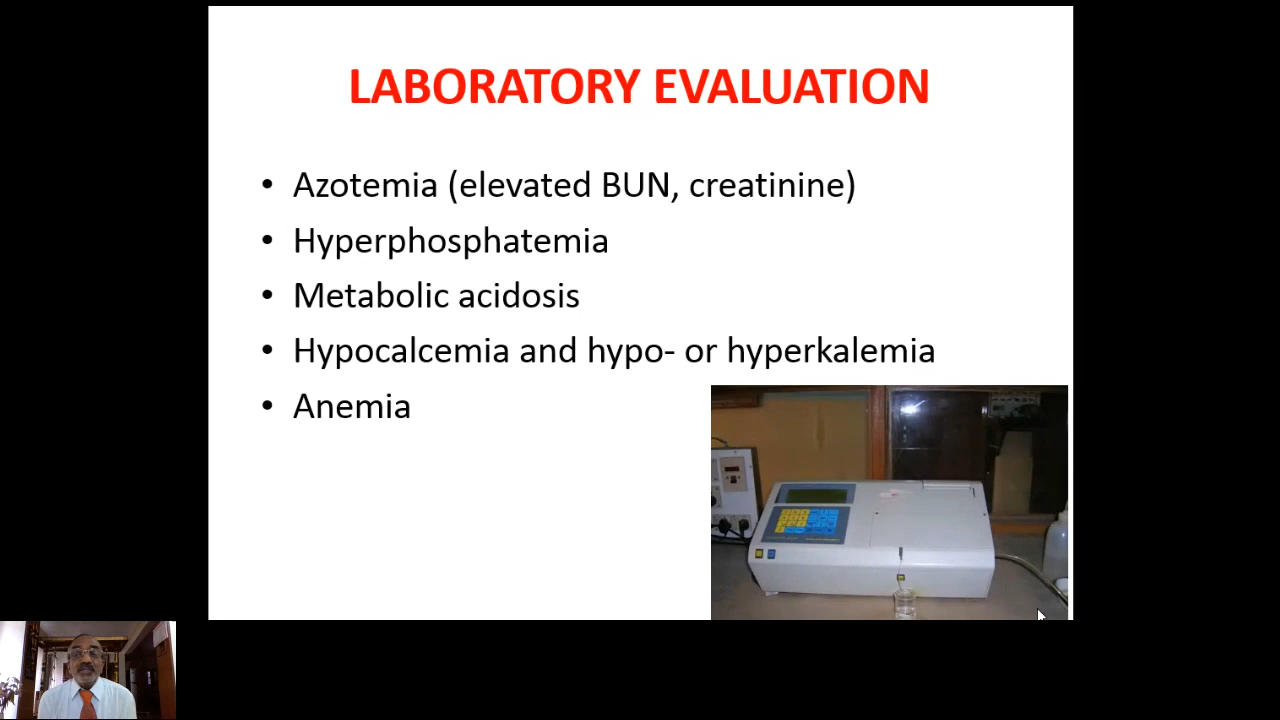 LABORATORY EVALUATION
• Azotemia (elevated BUN, creatinine)
• Hyperphosphatemia
• Metabolic acidosis
• Hypocalcemia and hypo- or hyperkalemia
• Anemia